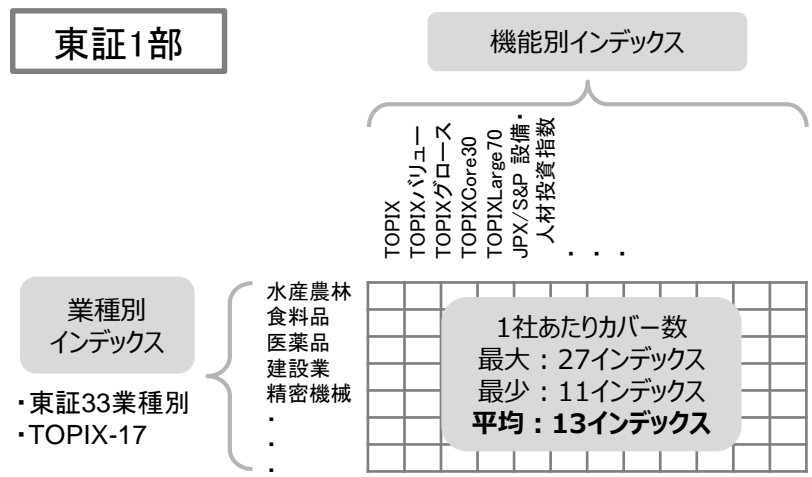 東証1部
機能別インデックス
TOPIX
TOPIXバリュー
TOPIXグロース
TOPIXCore30
TOPIXLarge70
JPX/S&P 設備・
人材投資指数
・・・
業種別
インデックス
・東証33業種別
・TOPIX-17
水産農林
食料品
医薬品
建設業
精密機械
・
・
・
1社あたりカバー数
最大：27インデックス
最少：11インデックス
平均：13インデックス